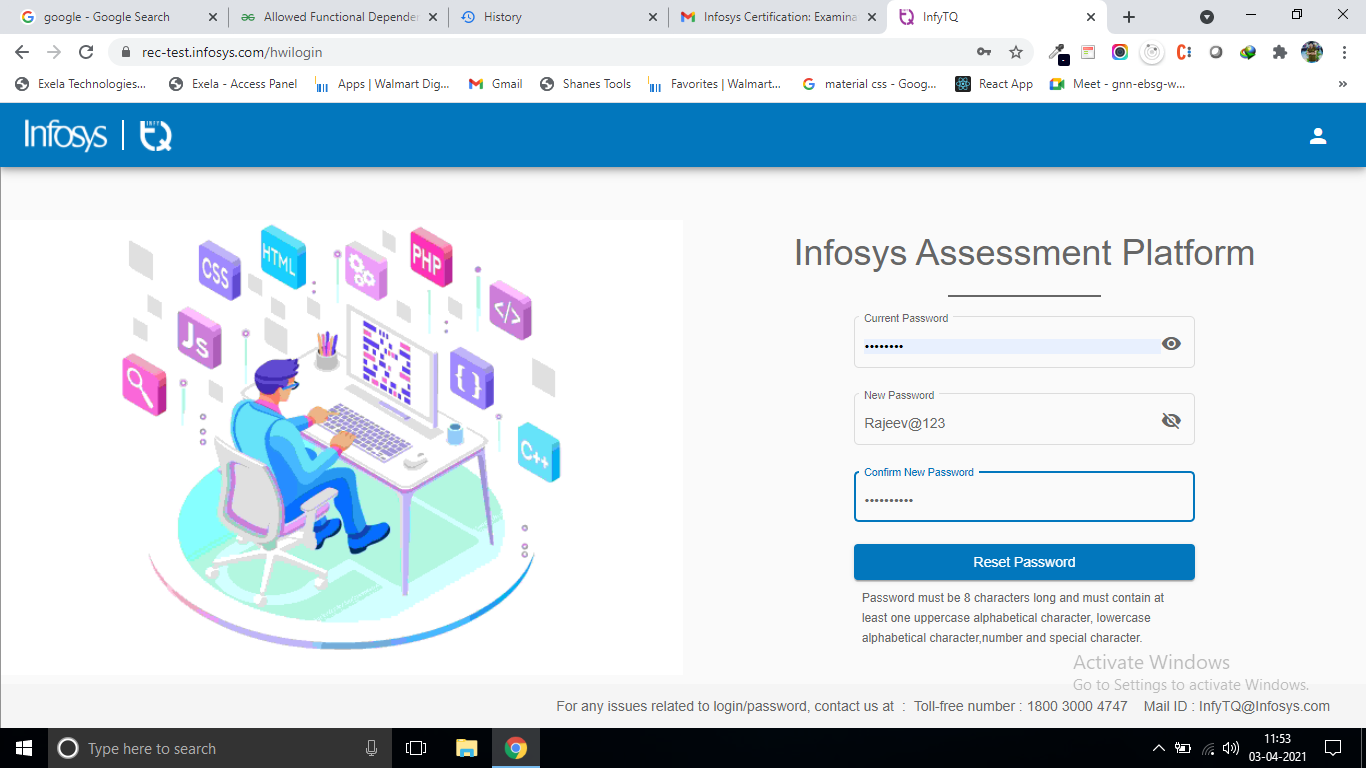 google - Google Search
Allowed Functional Depende
History
Infosys Certification: Examina
InfyTQ
rec-test.infosys.com/hwilogin
Exela Technologies...
Exela - Access Panel
Apps | Walmart Dig...
Gmail
Shanes Tools
Favorites | Walmart...
material css - Goog...
React App
Meet - gnn-ebsg-w...
Infosys | INFY TQ
Infosys Assessment Platform
CSS
HTML
PHP
</>
Js
{ }
C++
Current Password
••••••••
New Password
Rajeev@123
Confirm New Password
••••••••••
Reset Password
Password must be 8 characters long and must contain at
least one uppercase alphabetical character, lowercase
alphabetical character,number and special character.
Activate Windows
Go to Settings to activate Windows.
For any issues related to login/password, contact us at : Toll-free number : 1800 3000 4747 Mail ID : InfyTQ@Infosys.com
Type here to search
11:53
03-04-2021